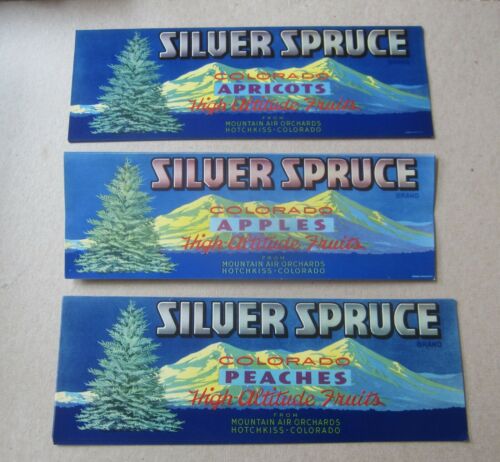 SILVER SPRUCE
BRAND
COLORADO
APRICOTS
High Altitude Fruits
FROM
MOUNTAIN AIR ORCHARDS
HOTCHKISS-COLORADO
SILVER SPRUCE
BRAND
COLORADO
APPLES
High Altitude Fruits
FROM
MOUNTAIN AIR ORCHARDS
HOTCHKISS-COLORADO
SILVER SPRUCE
BRAND
COLORADO
PEACHES
High Altitude Fruits
FROM
MOUNTAIN AIR ORCHARDS
HOTCHKISS-COLORADO